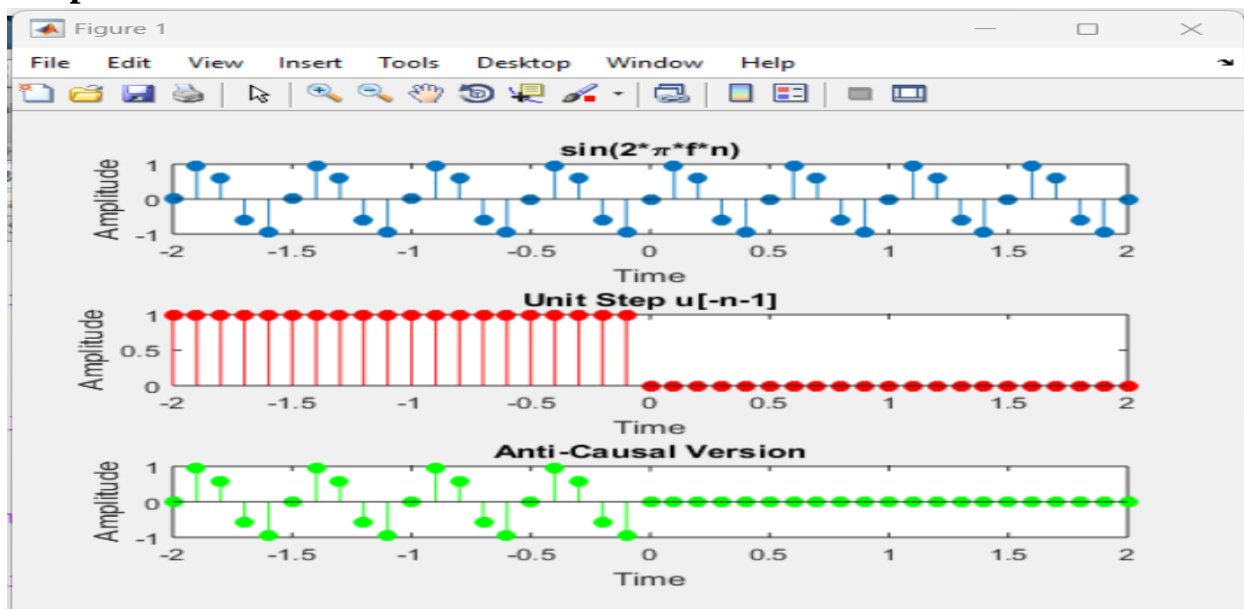 Figure 1
File Edit View Insert Tools Desktop Window Help
sin(2*π*f*n)
Amplitude
1
0
-1
-2 -1.5 -1 -0.5 0 0.5 1 1.5 2
Time
Unit Step u[-n-1]
Amplitude
1
0.5
0
-2 -1.5 -1 -0.5 0 0.5 1 1.5 2
Time
Anti-Causal Version
Amplitude
1
0
-1
-2 -1.5 -1 -0.5 0 0.5 1 1.5 2
Time